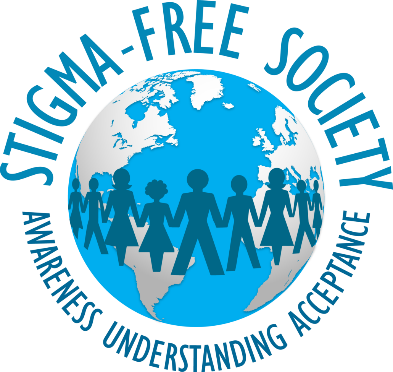 STIGMA-FREE SOCIETY
AWARENESS UNDERSTANDING ACCEPTANCE